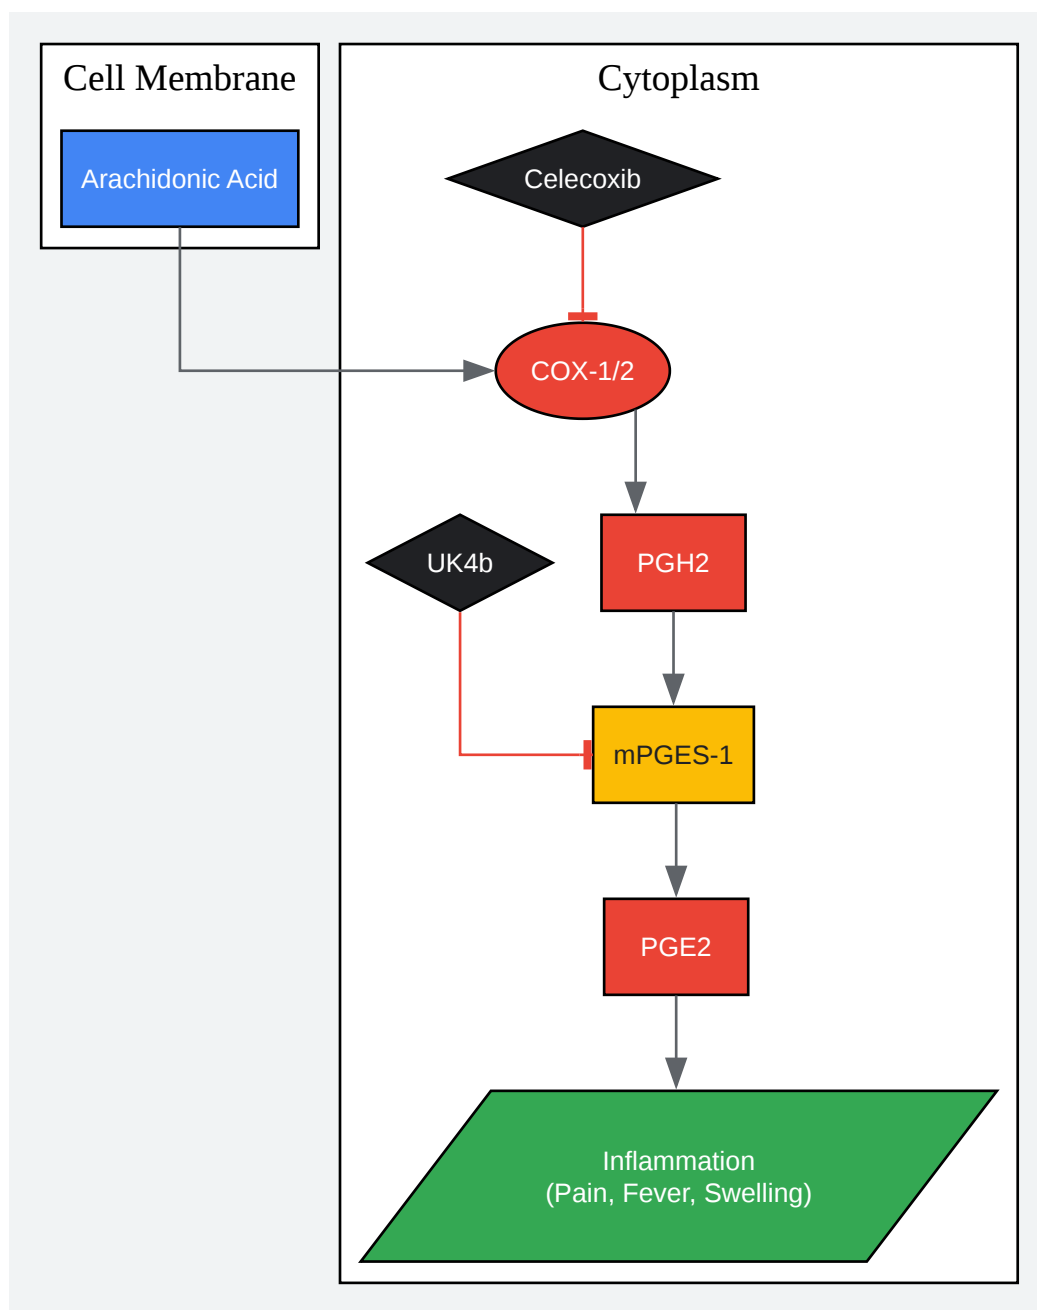 Cell Membrane
Cytoplasm
Arachidonic Acid
Celecoxib
COX-1/2
UK4b
PGH2
mPGES-1
PGE2
Inflammation
(Pain, Fever, Swelling)